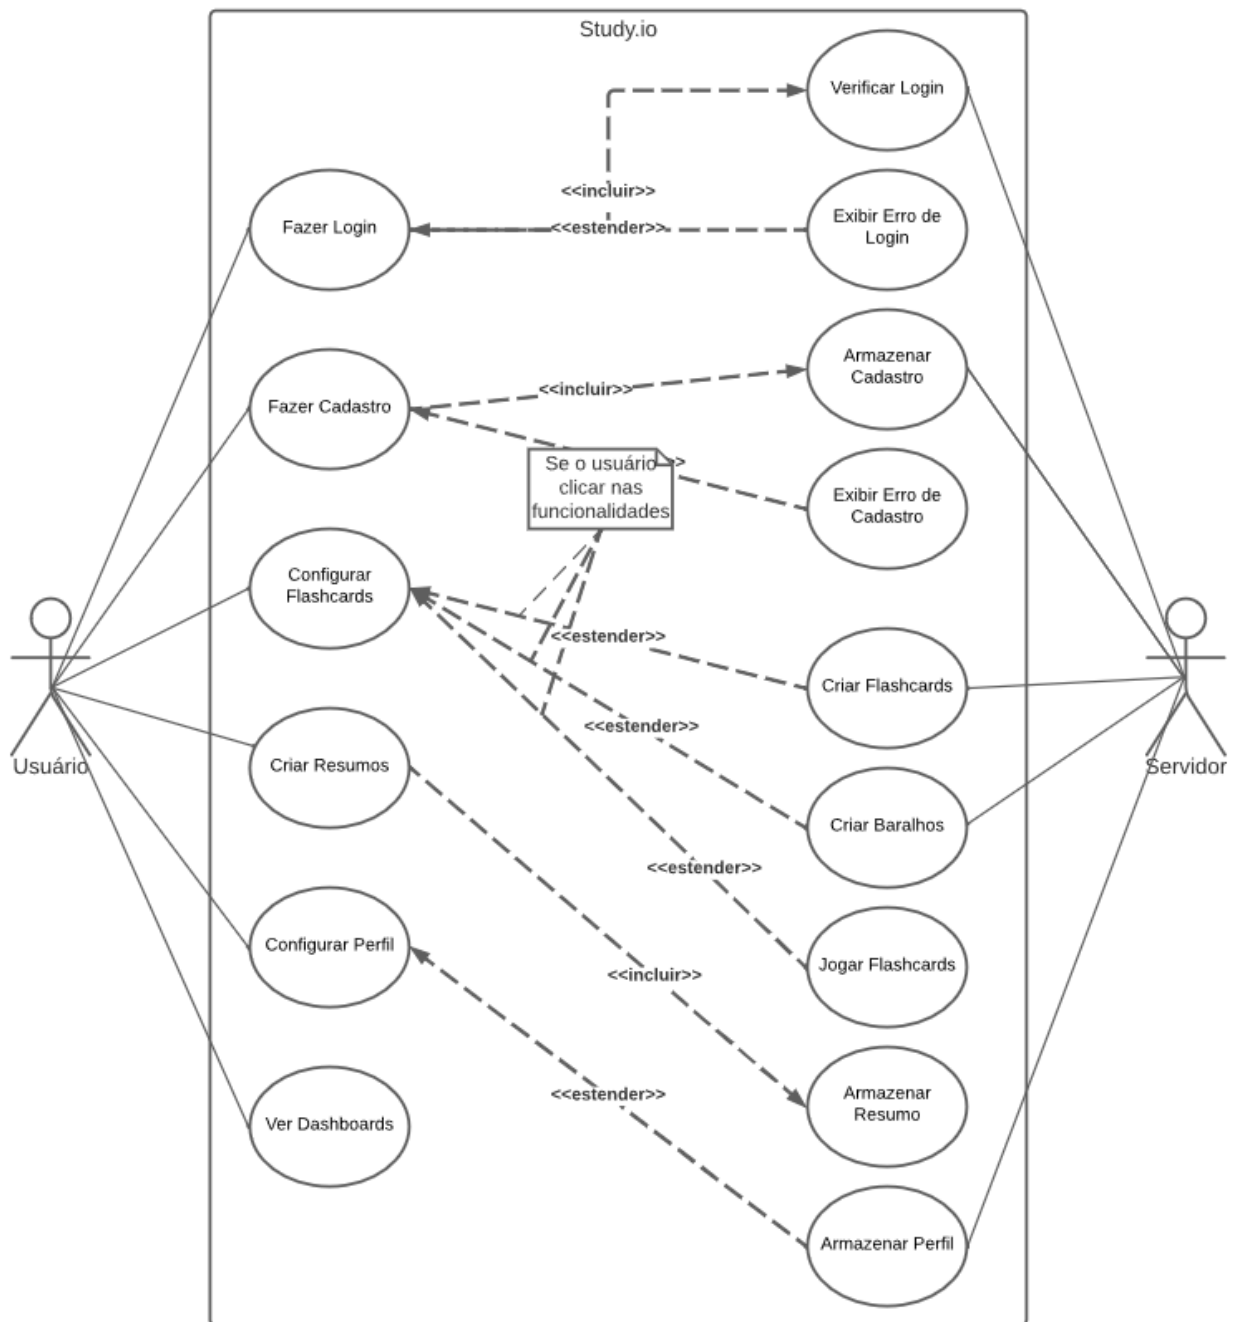 Study.io
Verificar Login
<<incluir>>
Fazer Login
<<estender>>
Exibir Erro de
Login
Armazenar
Cadastro
<<incluir>>
Fazer Cadastro
Se o usuário
clicar nas
funcionalidades
>
Exibir Erro de
Cadastro
Configurar
Flashcards
<<estender>>
Criar Flashcards
<<estender>>
Usuário
Servidor
Criar Resumos
Criar Baralhos
<<estender>>
Configurar Perfil
Jogar Flashcards
<<incluir>>
<<estender>>
Armazenar
Resumo
Ver Dashboards
Armazenar Perfil